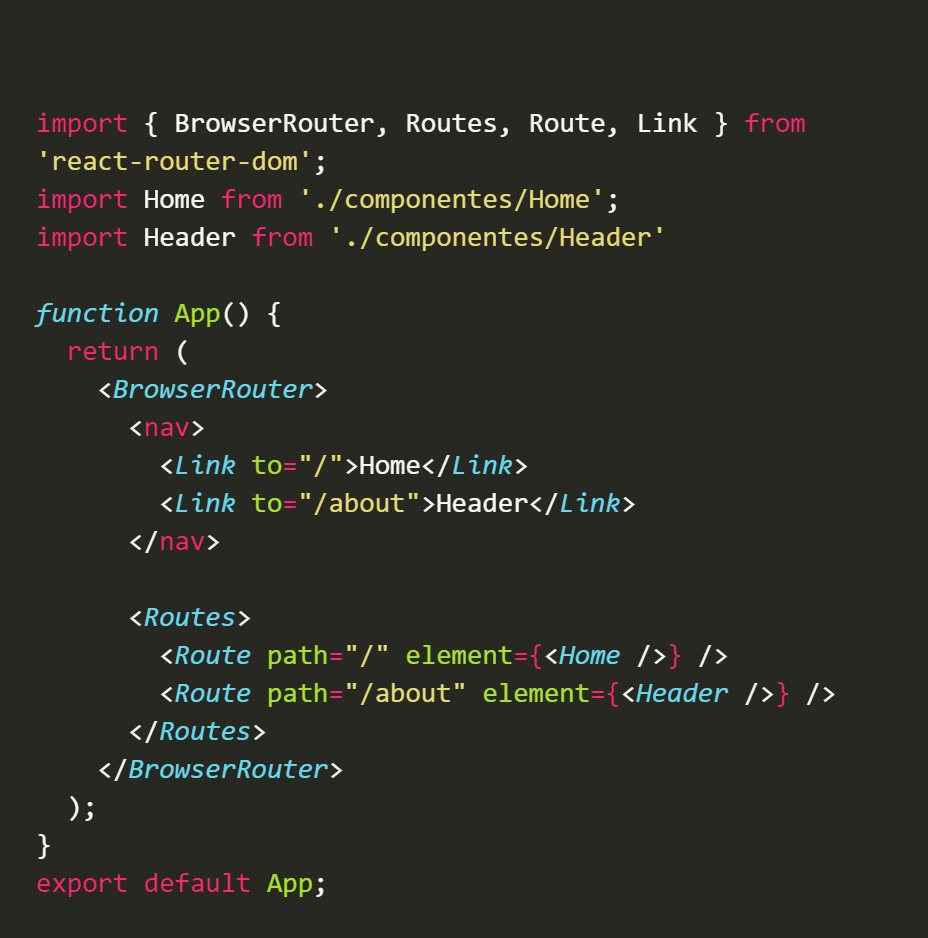 import { BrowserRouter, Routes, Route, Link } from
'react-router-dom';
import Home from './componentes/Home';
import Header from './componentes/Header'

function App() {
  return (
    <BrowserRouter>
      <nav>
        <Link to="/">Home</Link>
        <Link to="/about">Header</Link>
      </nav>

      <Routes>
        <Route path="/" element={<Home />} />
        <Route path="/about" element={<Header />} />
      </Routes>
    </BrowserRouter>
  );
}
export default App;